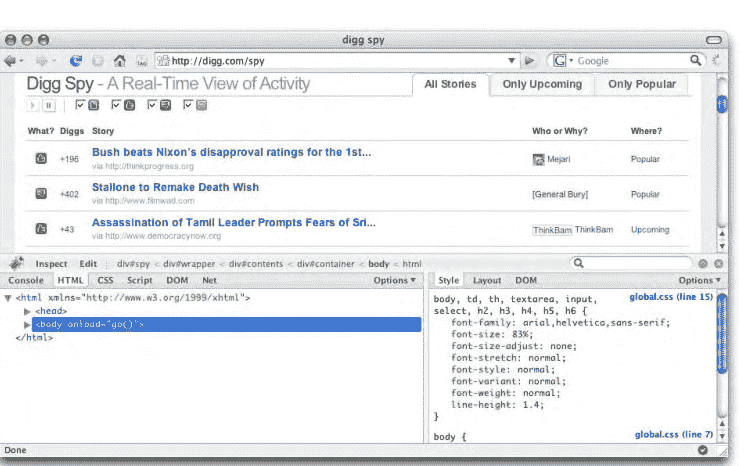 digg spy
http://digg.com/spy
G Google
Digg Spy - A Real-Time View of Activity
All Stories Only Upcoming Only Popular
What? Diggs Story Who or Why? Where?
+196 Bush beats Nixon's disapproval ratings for the 1st... Mejari Popular
via http://thinkprogress.org
+402 Stallone to Remake Death Wish [General Bury] Popular
via http://www.filmwad.com
+43 Assassination of Tamil Leader Prompts Fears of Sri... ThinkBam ThinkBam Upcoming
via http://www.democracynow.org
Inspect Edit div#spy < div#wrapper < div#contents < div#container < body < html
Console HTML CSS Script DOM Net Options
Style Layout DOM Options
<html xmlns="http://www.w3.org/1999/xhtml">
<head>
<body onload="go()">
</html>
body, td, th, textarea, input, global.css (line 15)
select, h2, h3, h4, h5, h6 {
font-family: arial,helvetica,sans-serif;
font-size: 83%;
font-size-adjust: none;
font-stretch: normal;
font-style: normal;
font-variant: normal;
font-weight: normal;
line-height: 1.4;
}
body { global.css (line 7)
Done